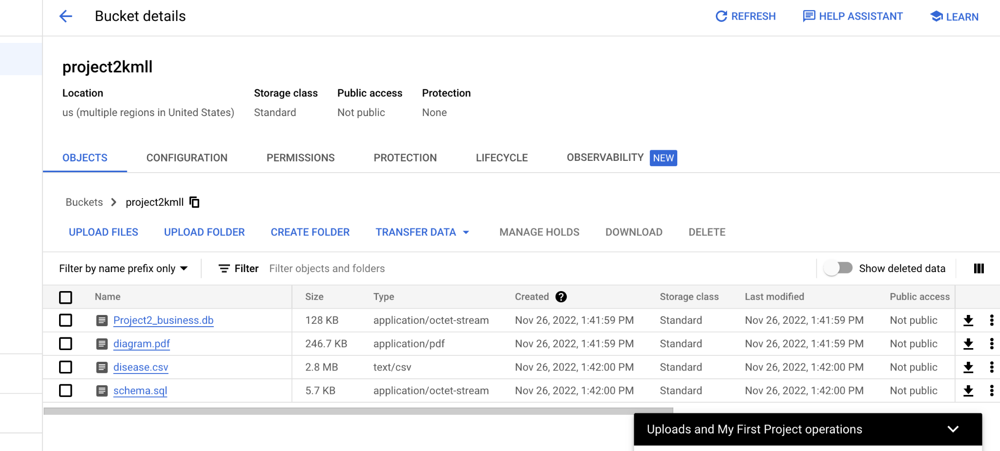 Bucket details
REFRESH
HELP ASSISTANT
LEARN
project2kmll
Location Storage class Public access Protection
us (multiple regions in United States) Standard Not public None
OBJECTS CONFIGURATION PERMISSIONS PROTECTION LIFECYCLE OBSERVABILITY NEW
Buckets > project2kmll
UPLOAD FILES UPLOAD FOLDER CREATE FOLDER TRANSFER DATA MANAGE HOLDS DOWNLOAD DELETE
Filter by name prefix only Filter Filter objects and folders Show deleted data
Name Size Type Created ? Storage class Last modified Public access
Project2_business.db 128 KB application/octet-stream Nov 26, 2022, 1:41:59 PM Standard Nov 26, 2022, 1:41:59 PM Not public
diagram.pdf 246.7 KB application/pdf Nov 26, 2022, 1:41:59 PM Standard Nov 26, 2022, 1:41:59 PM Not public
disease.csv 2.8 MB text/csv Nov 26, 2022, 1:42:00 PM Standard Nov 26, 2022, 1:42:00 PM Not public
schema.sql 5.7 KB application/octet-stream Nov 26, 2022, 1:42:00 PM Standard Nov 26, 2022, 1:42:00 PM Not public
Uploads and My First Project operations